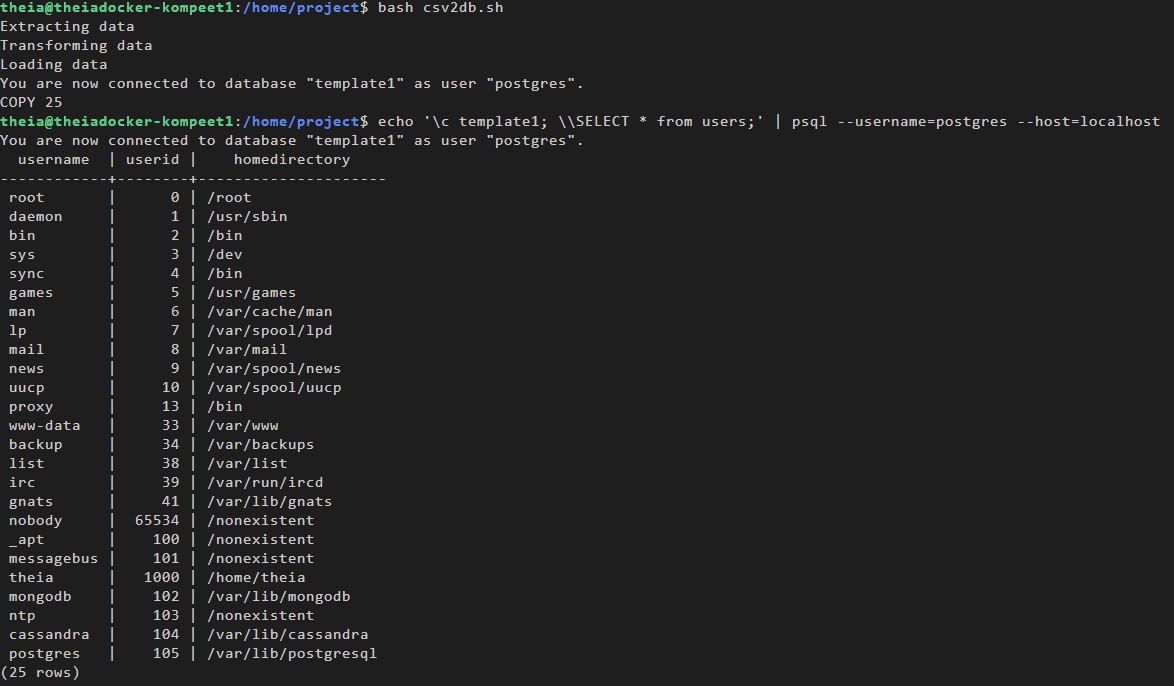 theia@theiadocker-kompeet1:/home/project$ bash csv2db.sh
Extracting data
Transforming data
Loading data
You are now connected to database "template1" as user "postgres".
COPY 25
theia@theiadocker-kompeet1:/home/project$ echo '\c template1; \\SELECT * from users;' | psql --username=postgres --host=localhost
You are now connected to database "template1" as user "postgres".
  username  | userid |    homedirectory
------------+--------+---------------------
 root       |      0 | /root
 daemon     |      1 | /usr/sbin
 bin        |      2 | /bin
 sys        |      3 | /dev
 sync       |      4 | /bin
 games      |      5 | /usr/games
 man        |      6 | /var/cache/man
 lp         |      7 | /var/spool/lpd
 mail       |      8 | /var/mail
 news       |      9 | /var/spool/news
 uucp       |     10 | /var/spool/uucp
 proxy      |     13 | /bin
 www-data   |     33 | /var/www
 backup     |     34 | /var/backups
 list       |     38 | /var/list
 irc        |     39 | /var/run/ircd
 gnats      |     41 | /var/lib/gnats
 nobody     |  65534 | /nonexistent
 _apt       |    100 | /nonexistent
 messagebus |    101 | /nonexistent
 theia      |   1000 | /home/theia
 mongodb    |    102 | /var/lib/mongodb
 ntp        |    103 | /nonexistent
 cassandra  |    104 | /var/lib/cassandra
 postgres   |    105 | /var/lib/postgresql
(25 rows)